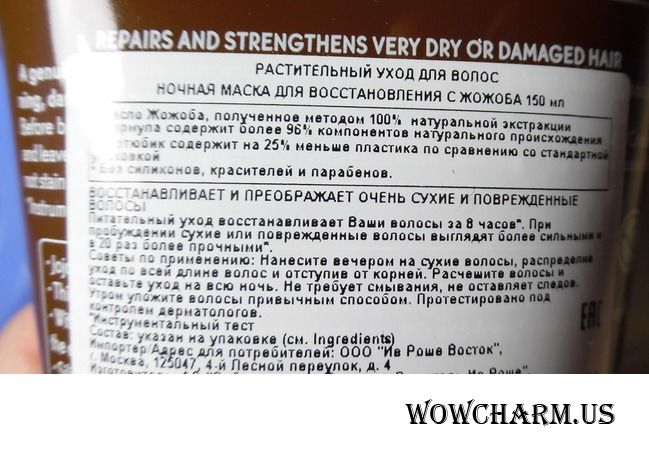 REPAIRS AND STRENGTHENS VERY DRY OR DAMAGED HAIR
РАСТИТЕЛЬНЫЙ УХОД ДЛЯ ВОЛОС
НОЧНАЯ МАСКА ДЛЯ ВОССТАНОВЛЕНИЯ С ЖОЖОБА 150 мл
Жожоба, полученное методом 100% натуральной экстракции
содержит более 96% компонентов натурального происхождения
содержит на 25% меньше пластика по сравнению со стандартной
Без силиконов, красителей и парабенов.
ВОССТАНАВЛИВАЕТ И ПРЕОБРАЖАЕТ ОЧЕНЬ СУХИЕ И ПОВРЕЖДЕННЫЕ
ВОЛОСЫ
Питательный уход восстанавливает Ваши волосы за 8 часов*. При
пробуждении сухие или поврежденные волосы выглядят более сильными и
в 20 раз более прочными*.
Советы по применению: Нанесите вечером на сухие волосы, распределив
уход по всей длине волос и отступив от корней. Расчешите волосы и
оставьте уход на всю ночь. Не требует смывания, не оставляет следов.
Утром уложите волосы привычным способом. Протестировано под
контролем дерматологов.
*Инструментальный тест
Состав: указан на упаковке (см. Ingredients)
Импортер/Адрес для потребителей: ООО "Ив Роше Восток",
г. Москва, 125047, 4-й Лесной переулок, д. 4
EAC
WOWCHARM.US